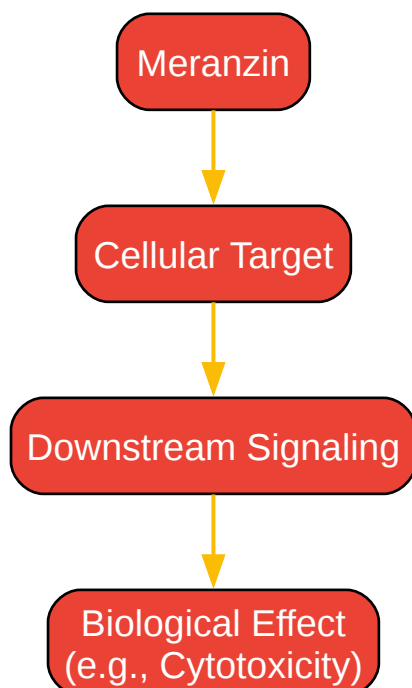 Meranzin
Cellular Target
Downstream Signaling
Biological Effect
(e.g., Cytotoxicity)